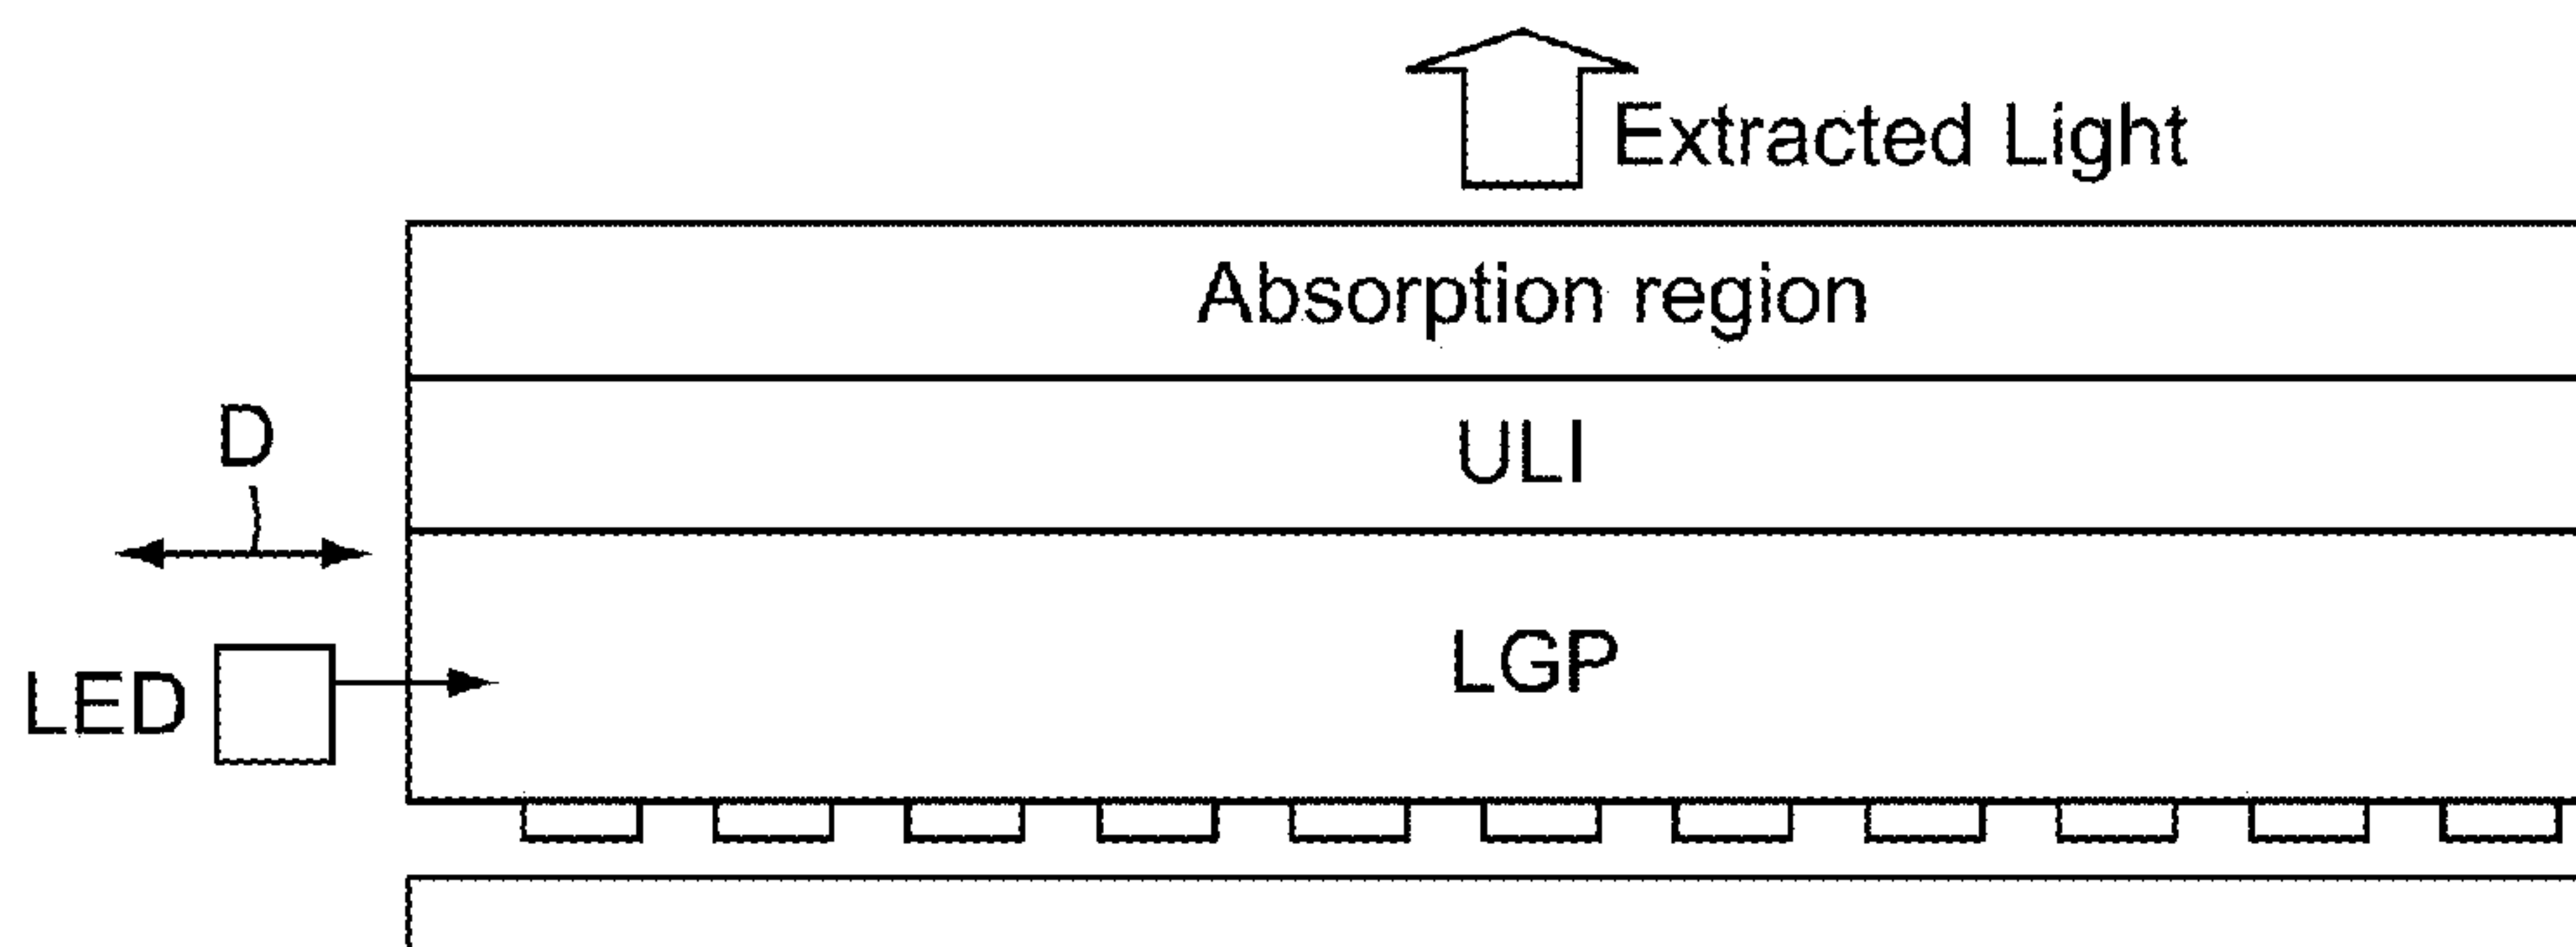 Extracted Light
Absorption region
D
ULI
LED
LGP